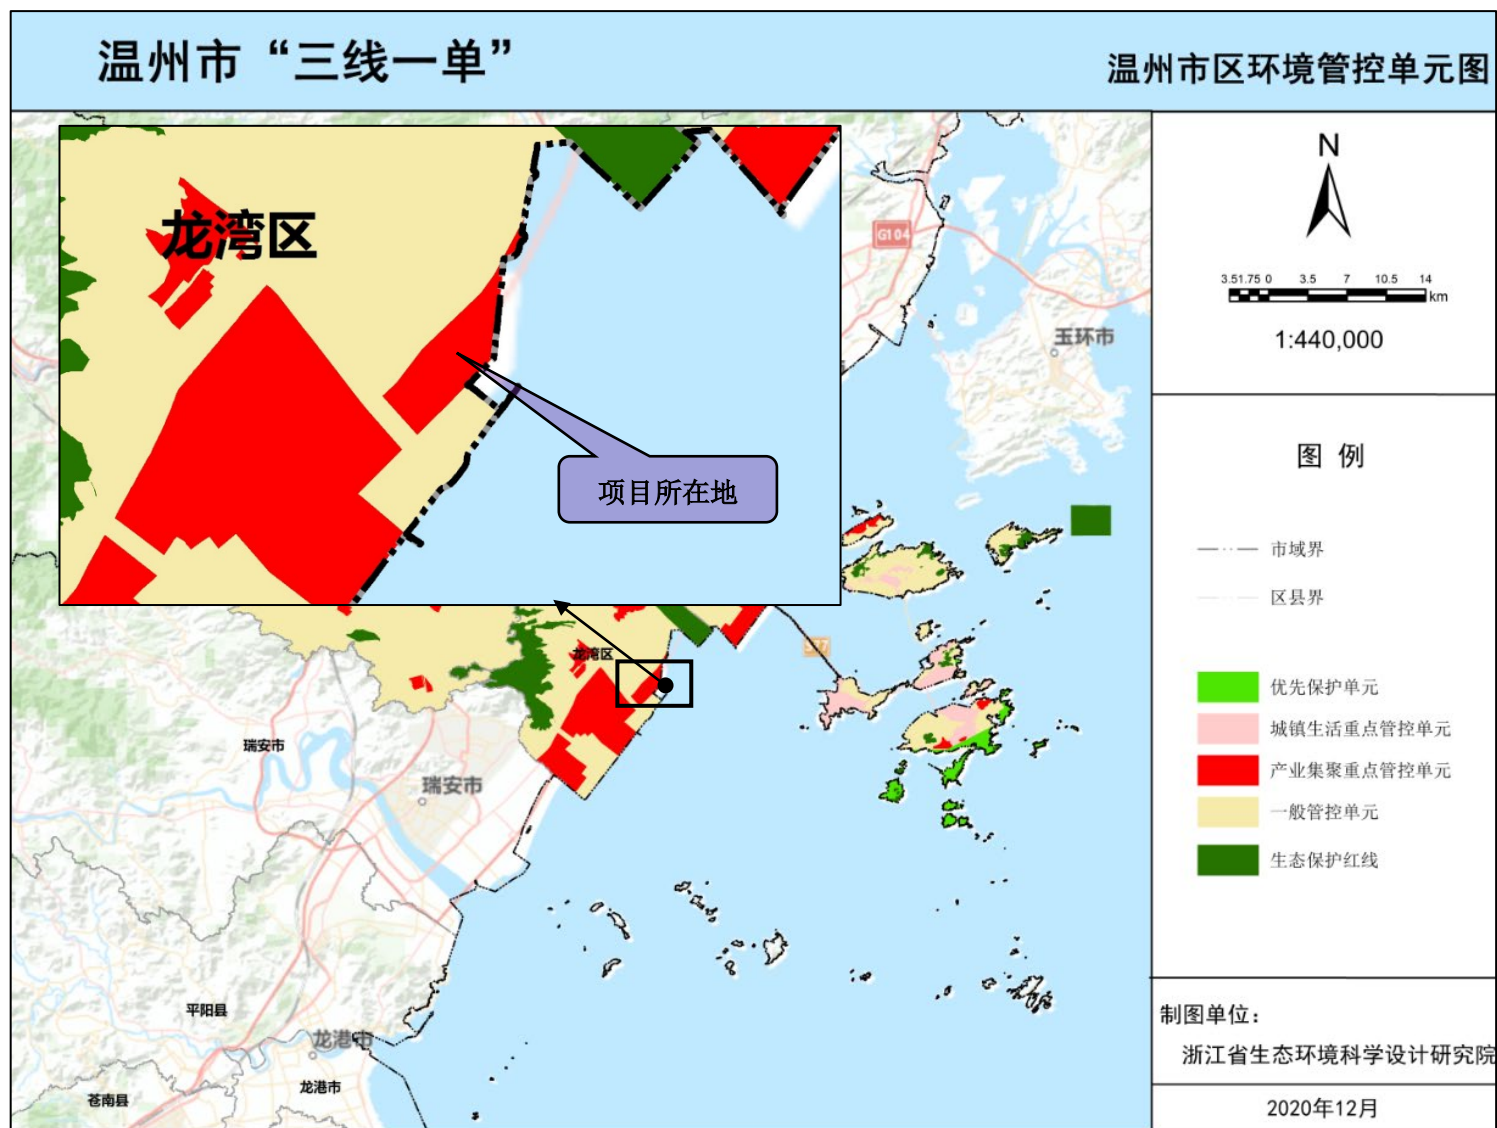 温州市“三线一单”
温州市区环境管控单元图
龙湾区
项目所在地
G104
玉环市
龙湾区
瑞安市
瑞安市
平阳县
龙港市
龙港市
苍南县
N
3.51.75 0 3.5 7 10.5 14
km
1:440,000
图 例
市域界
区县界
优先保护单元
城镇生活重点管控单元
产业集聚重点管控单元
一般管控单元
生态保护红线
制图单位：
浙江省生态环境科学设计研究院
2020年12月